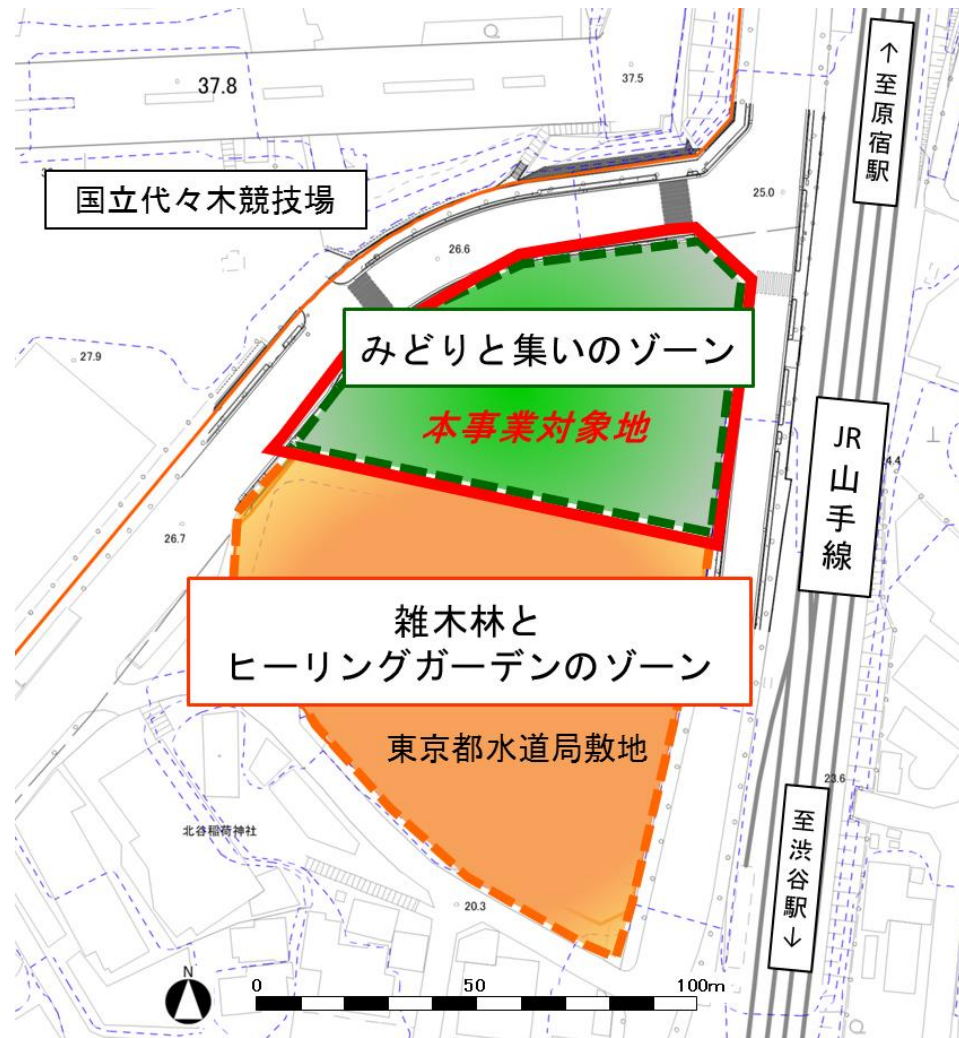 37.8
37.5
↑至原宿駅
国立代々木競技場
25.0
26.6
みどりと集いのゾーン
27.9
本事業対象地
JR山手線
4.4
26.7
雑木林と
ヒーリングガーデンのゾーン
東京都水道局敷地
23.6
北谷稲荷神社
至渋谷駅↓
20.3
N
0 50 100m